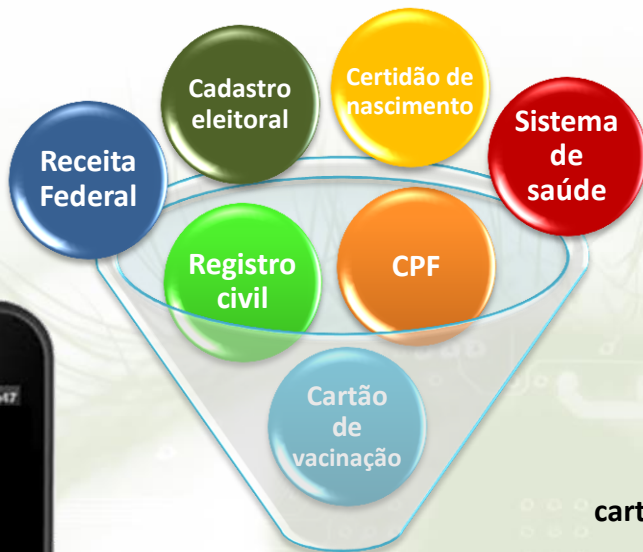 Cadastro
eleitoral
Certidão de
nascimento
Receita
Federal
Sistema
de
saúde
Registro
civil
CPF
Cartão
de
vacinação
cart